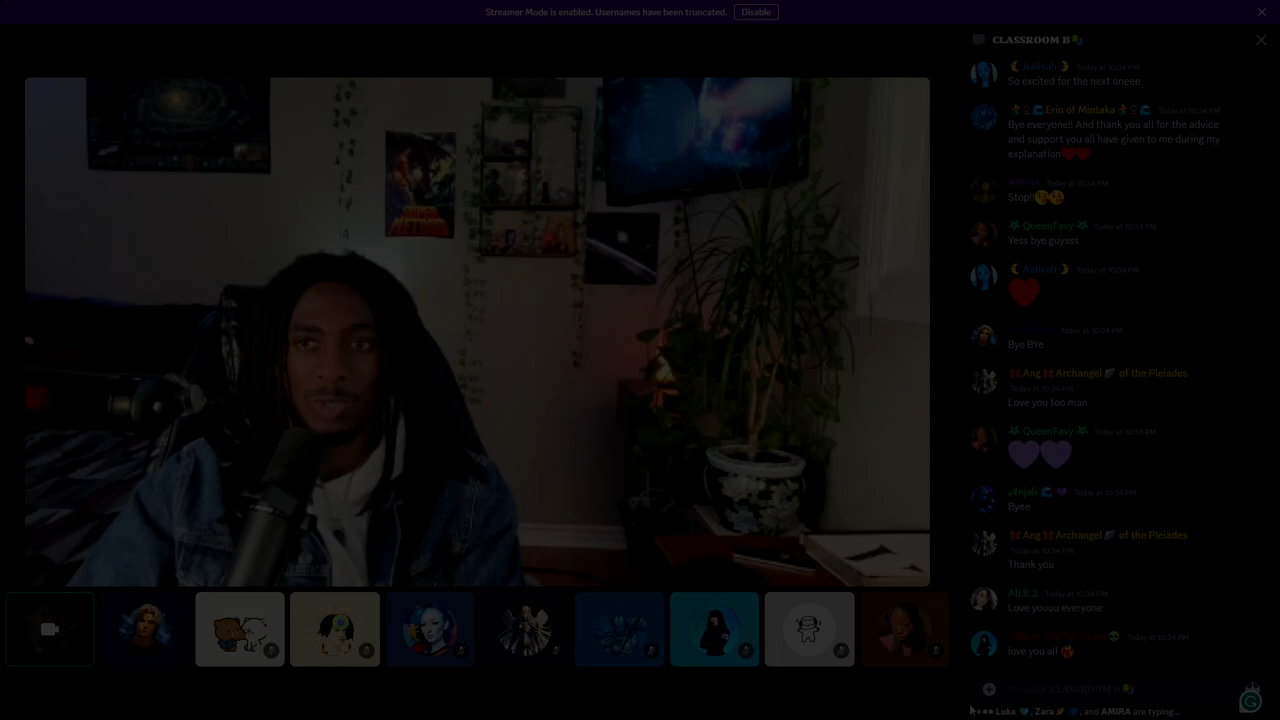 Streamer Mode is enabled. Usernames have been truncated. Disable
CLASSROOM B
Aaliyah Today at 10:34 PM
So excited for the next oneee
Erin of Mintaka Today at 10:34 PM
Bye everyone!! And thank you all for the advice
and support you all have given to me during my
explanation
AMIRA Today at 10:34 PM
Stop!!
QueenFavy Today at 10:34 PM
Yess bye guysss
Aaliyah Today at 10:34 PM
Today at 10:34 PM
Bye BYe
Ang Archangel of the Pleiades
Today at 10:34 PM
Love you too man
QueenFavy Today at 10:34 PM
Anjali Today at 10:34 PM
Byee
Ang Archangel of the Pleiades
Today at 10:34 PM
Thank you
Ali.8.3. Today at 10:34 PM
Love youuu everyone
Today at 10:34 PM
love you all
Message CLASSROOM B
Luka, Zara, and AMIRA are typing...